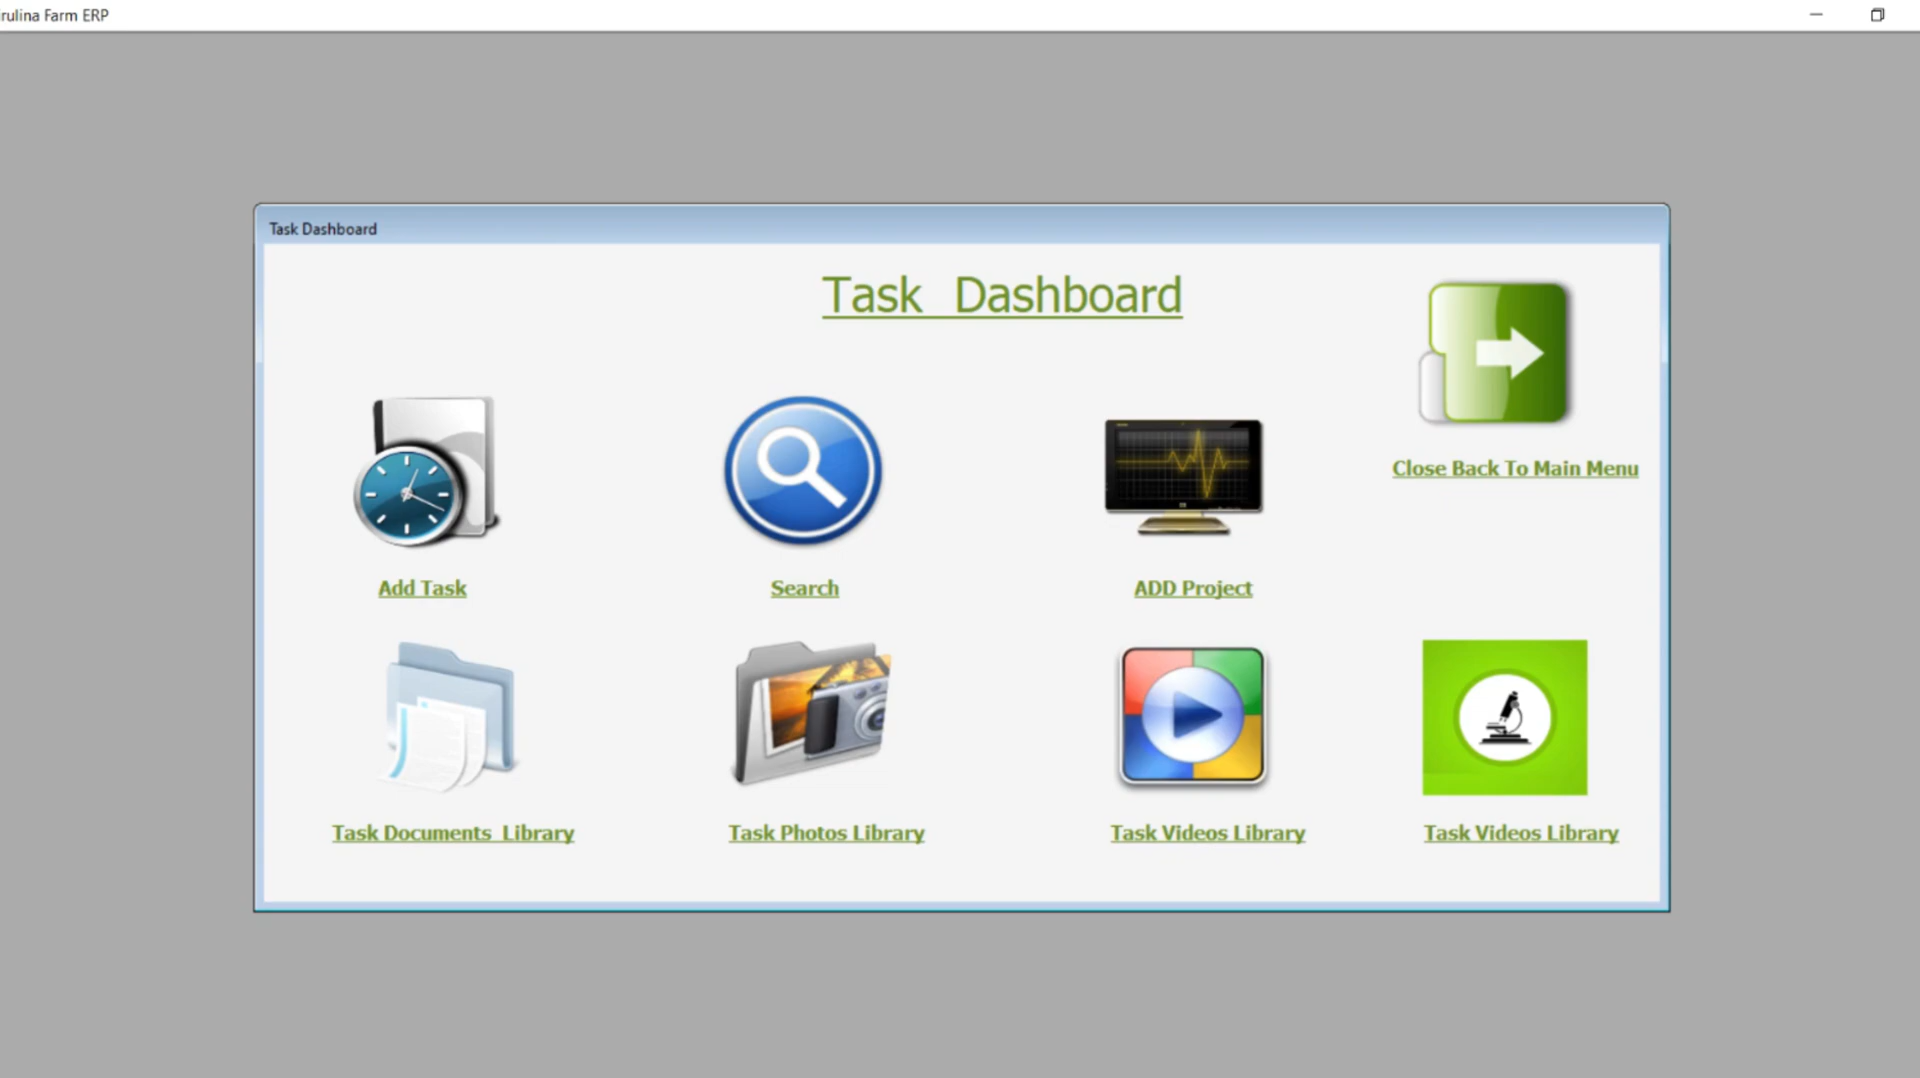 rulina Farm ERP
Task Dashboard
Task Dashboard
Close Back To Main Menu
Add Task
Search
ADD Project
Task Documents Library
Task Photos Library
Task Videos Library
Task Videos Library